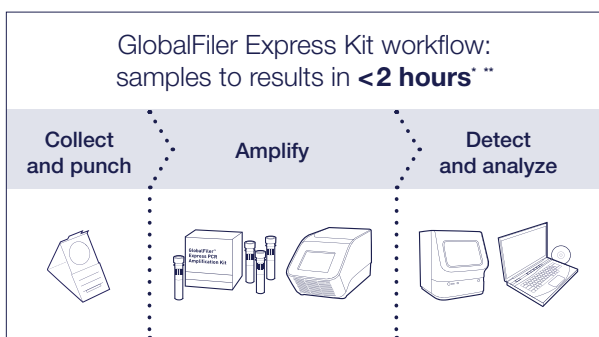 GlobalFiler Express Kit workflow:
samples to results in <2 hours* **
Collect
and punch
Amplify
Detect
and analyze
GlobalFiler™
Express PCR
Amplification Kit